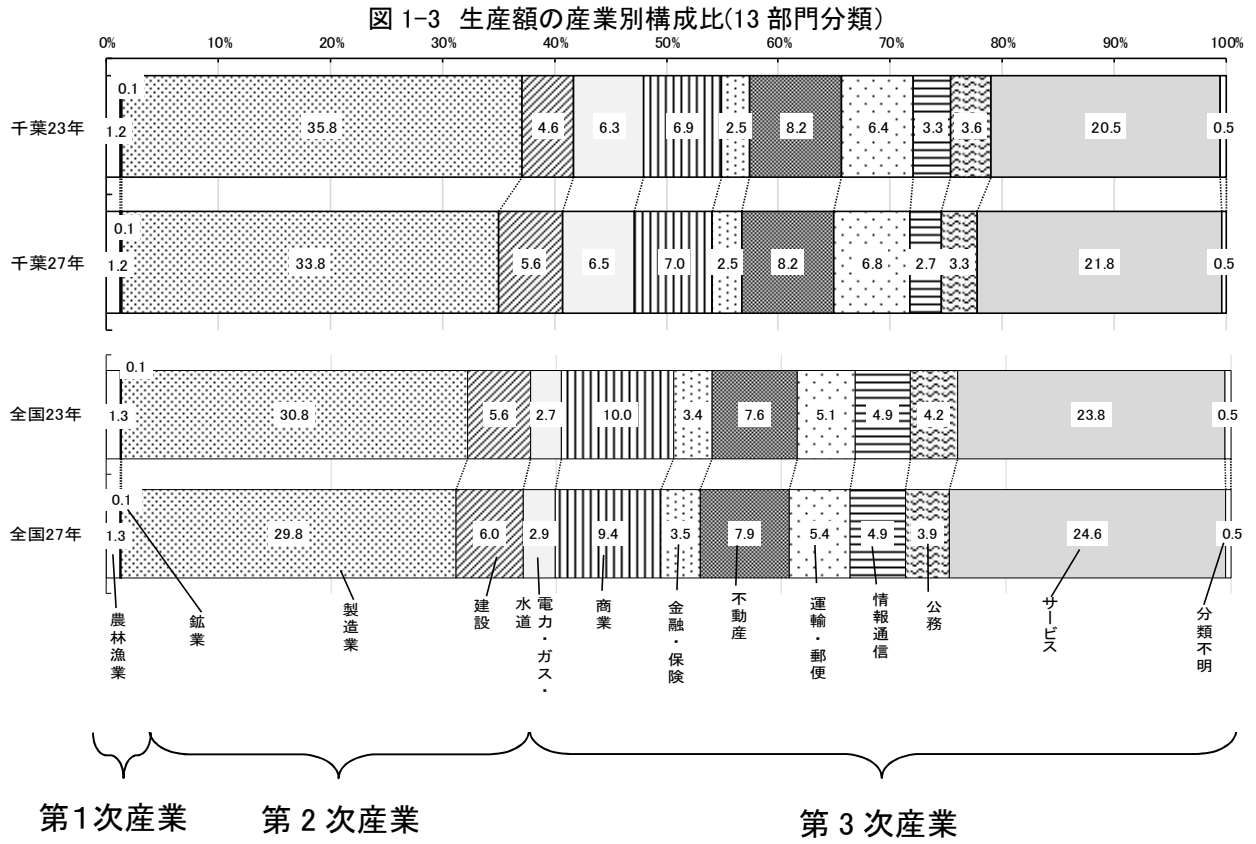 図 1-3 生産額の産業別構成比(13 部門分類)
0% 10% 20% 30% 40% 50% 60% 70% 80% 90% 100%
千葉23年 1.2 0.1 35.8 4.6 6.3 6.9 2.5 8.2 6.4 3.3 3.6 20.5 0.5
千葉27年 1.2 0.1 33.8 5.6 6.5 7.0 2.5 8.2 6.8 2.7 3.3 21.8 0.5
全国23年 1.3 0.1 30.8 5.6 2.7 10.0 3.4 7.6 5.1 4.9 4.2 23.8 0.5
全国27年 1.3 0.1 29.8 6.0 2.9 9.4 3.5 7.9 5.4 4.9 3.9 24.6 0.5
農林漁業
鉱業
製造業
建設
電力・ガス・
水道
商業
金融・保険
不動産
運輸・郵便
情報通信
公務
サービス
分類不明
第1次産業 第 2 次産業 第 3 次産業